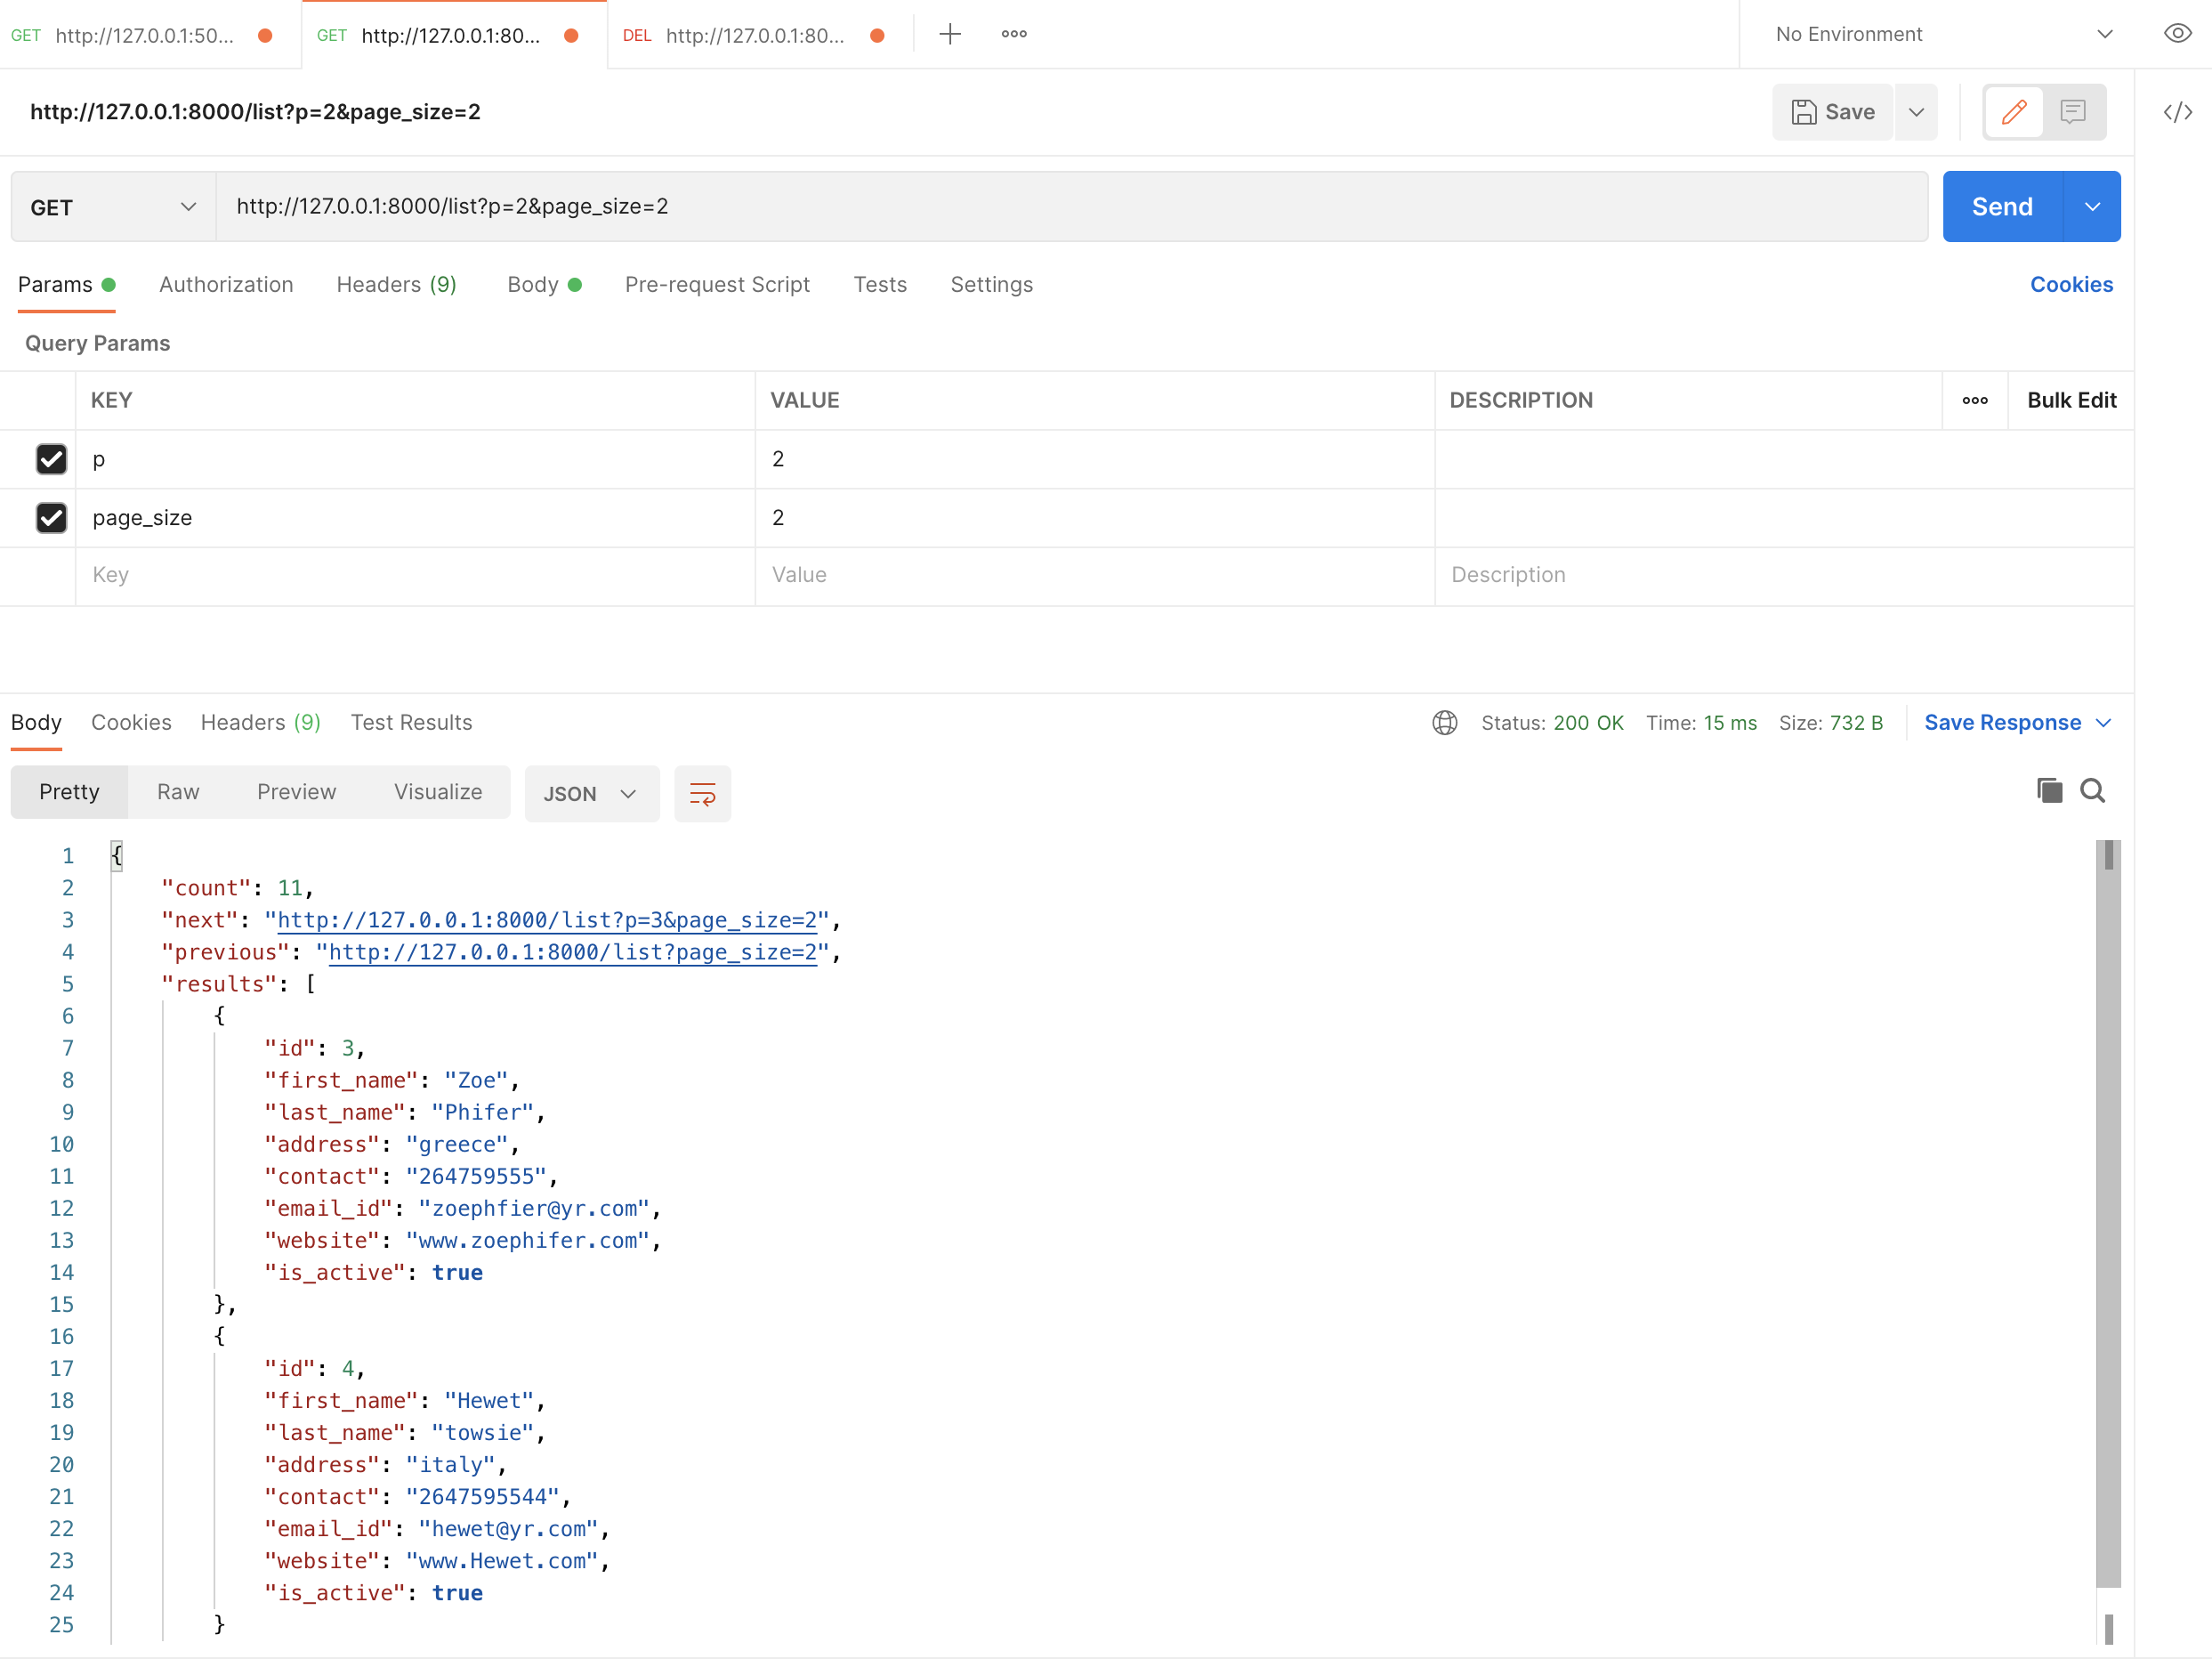 GET http://127.0.0.1:50... GET http://127.0.0.1:80... DEL http://127.0.0.1:80... No Environment
http://127.0.0.1:8000/list?p=2&page_size=2 Save
GET http://127.0.0.1:8000/list?p=2&page_size=2 Send
Params Authorization Headers (9) Body Pre-request Script Tests Settings Cookies
Query Params
KEY VALUE DESCRIPTION Bulk Edit
p 2
page_size 2
Key Value Description
Body Cookies Headers (9) Test Results Status: 200 OK Time: 15 ms Size: 732 B Save Response
Pretty Raw Preview Visualize JSON
1 {
2 "count": 11,
3 "next": "http://127.0.0.1:8000/list?p=3&page_size=2",
4 "previous": "http://127.0.0.1:8000/list?page_size=2",
5 "results": [
6 {
7 "id": 3,
8 "first_name": "Zoe",
9 "last_name": "Phifer",
10 "address": "greece",
11 "contact": "264759555",
12 "email_id": "zoephfier@yr.com",
13 "website": "www.zoephifer.com",
14 "is_active": true
15 },
16 {
17 "id": 4,
18 "first_name": "Hewet",
19 "last_name": "towsie",
20 "address": "italy",
21 "contact": "2647595544",
22 "email_id": "hewet@yr.com",
23 "website": "www.Hewet.com",
24 "is_active": true
25 }